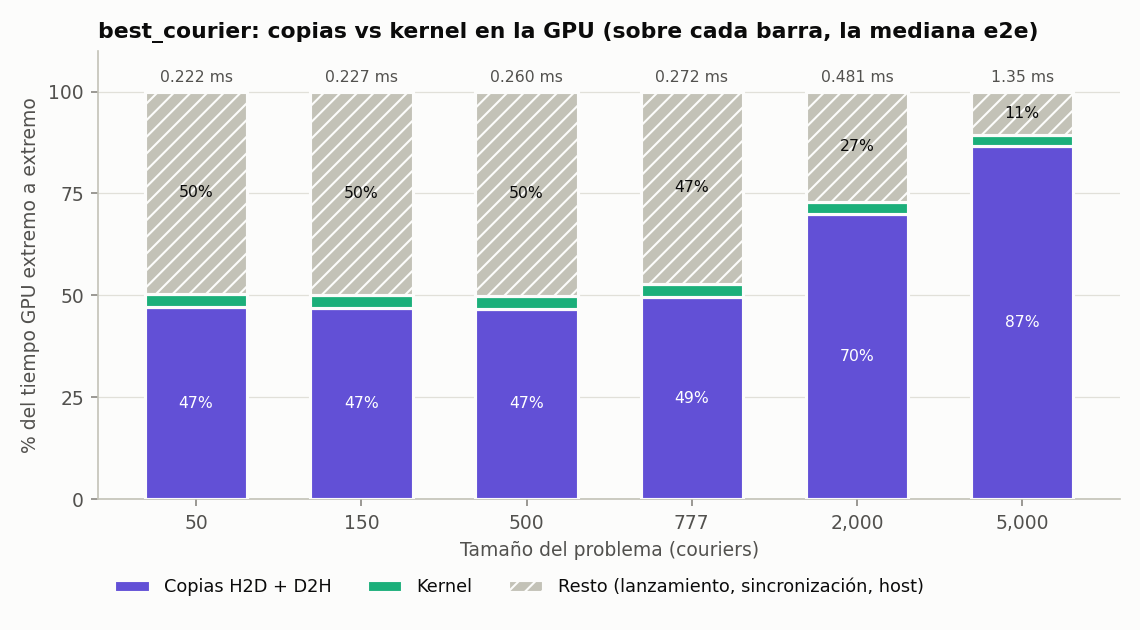 best_courier: copias vs kernel en la GPU (sobre cada barra, la mediana e2e)
0.222 ms 0.227 ms 0.260 ms 0.272 ms 0.481 ms 1.35 ms
% del tiempo GPU extremo a extremo
100
75
50
25
0
50% 50% 50% 47% 27% 11%
47% 47% 47% 49% 70% 87%
50 150 500 777 2,000 5,000
Tamaño del problema (couriers)
Copias H2D + D2H Kernel Resto (lanzamiento, sincronización, host)